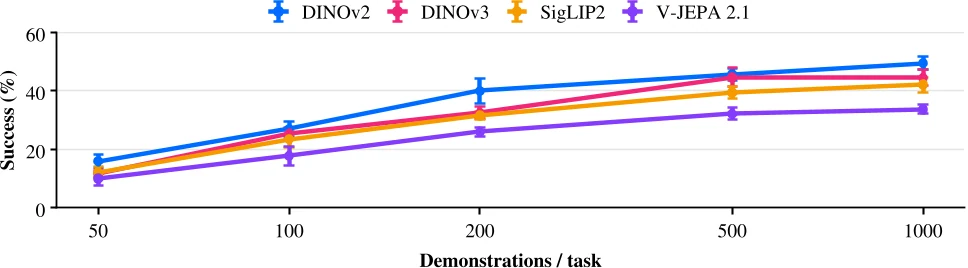 DINOv2 DINOv3 SigLIP2 V-JEPA 2.1
Success (%)
60
40
20
0
50 100 200 500 1000
Demonstrations / task